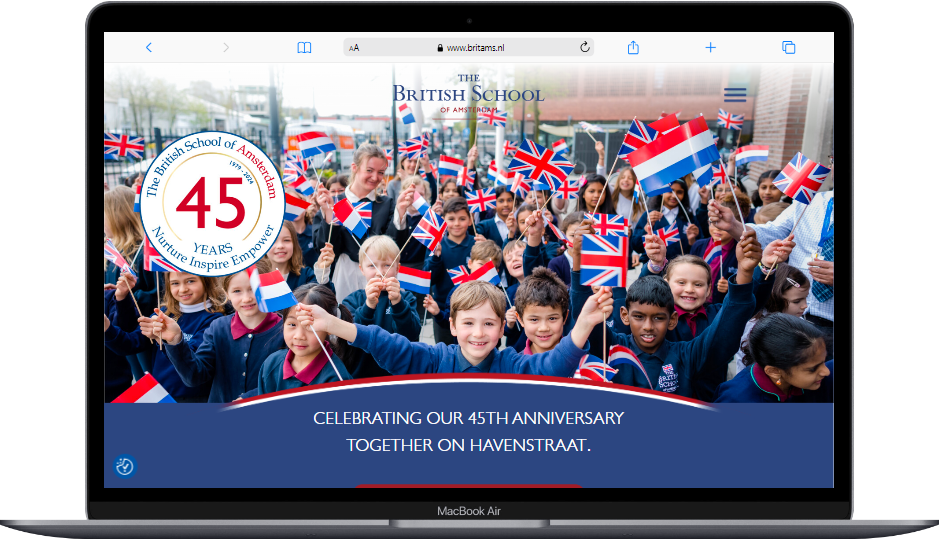 AA
www.britams.nl
THE
BRITISH SCHOOL
OF AMSTERDAM
The British School of Amsterdam
1979 - 2024
45
YEARS
Nurture Inspire Empower
CELEBRATING OUR 45TH ANNIVERSARY
TOGETHER ON HAVENSTRAAT.
MacBook Air